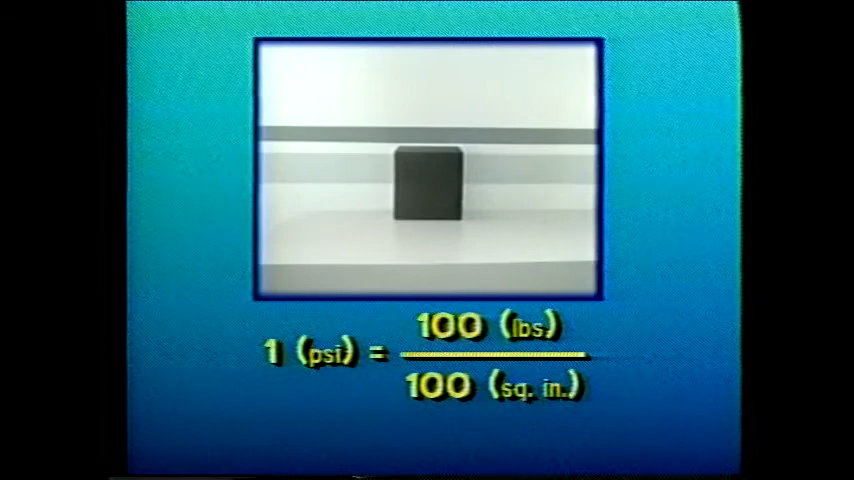 1 (psi) = 100 (lbs.)
100 (sq. in.)